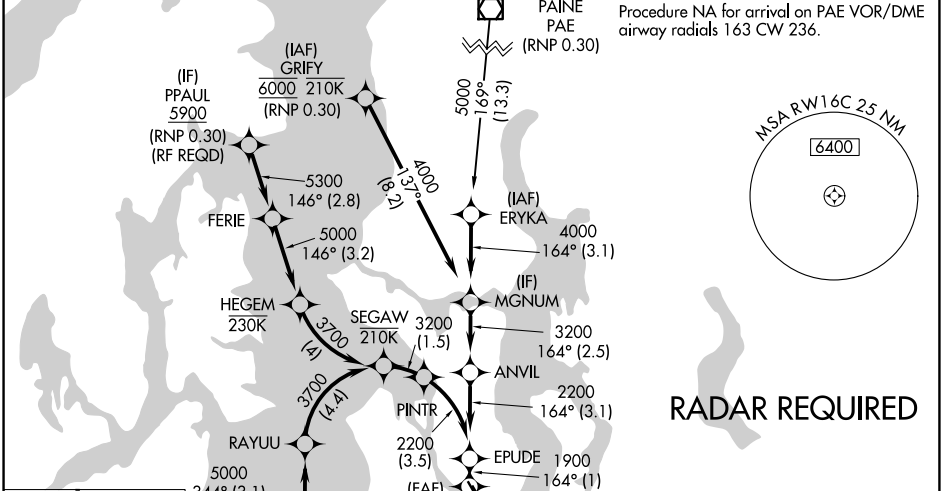 PAINE
PAE
(RNP 0.30)
Procedure NA for arrival on PAE VOR/DME
airway radials 163 CW 236.
(IAF)
GRIFY
6000 210K
(RNP 0.30)
(IF)
PPAUL
5900
(RNP 0.30)
(RF REQD)
5000
169°
(13.3)
MSA RW16C 25 NM
6400
4000
137°
(8.2)
5300
146° (2.8)
FERIE
(IAF)
ERYKA
5000
146° (3.2)
4000
164° (3.1)
(IF)
MGNUM
HEGEM
230K
3700
(4)
SEGAW
210K
3200
(1.5)
3200
164° (2.5)
ANVIL
3700
(4.4)
PINTR
2200
164° (3.1)
RADAR REQUIRED
RAYUU
2200
(3.5)
EPUDE
1900
164° (1)
5000
(FAF)